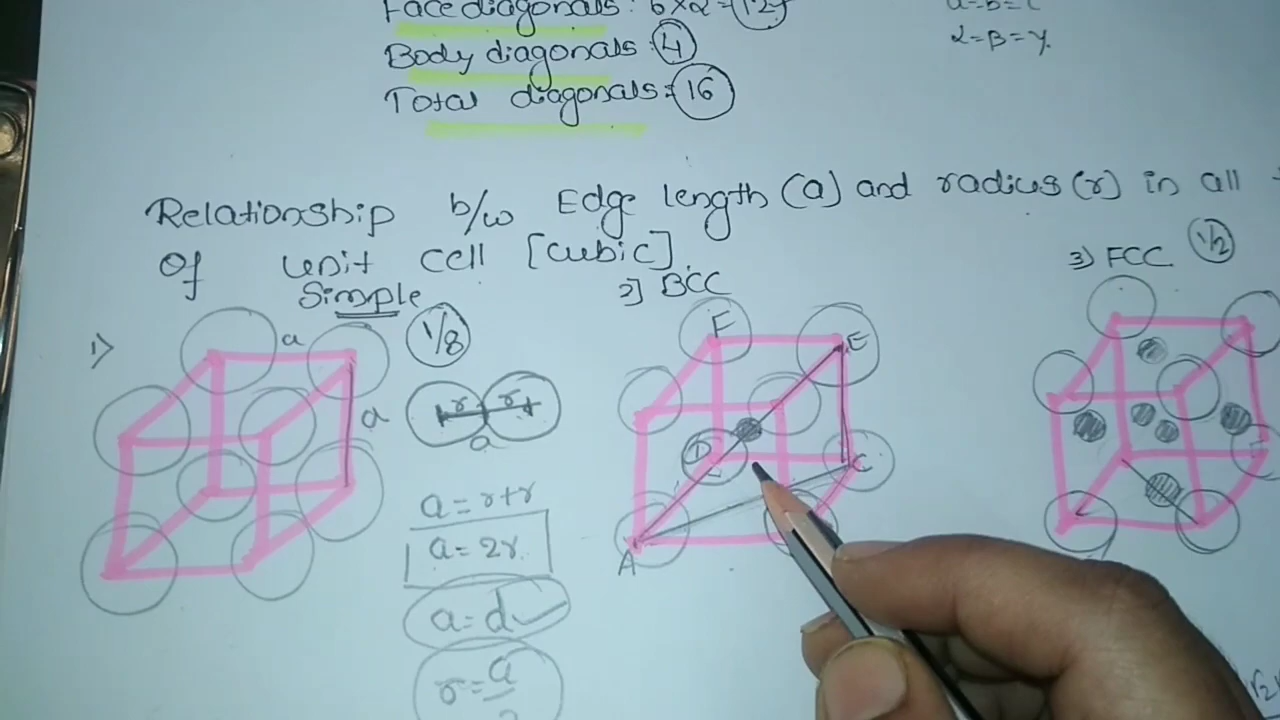 Face diagonals: 6×2=(12)
Body diagonals: 4
Total diagonals: 16
a=b=c
α=β=γ.
Relationship b/w Edge length (a) and radius (r) in all
Of unit cell [cubic].
1) Simple
1/8
a
a
r r
a
a=r+r
a=2r
a=d
r=a/2
2] BCC
F
E
D
C
A
3) FCC
1/2